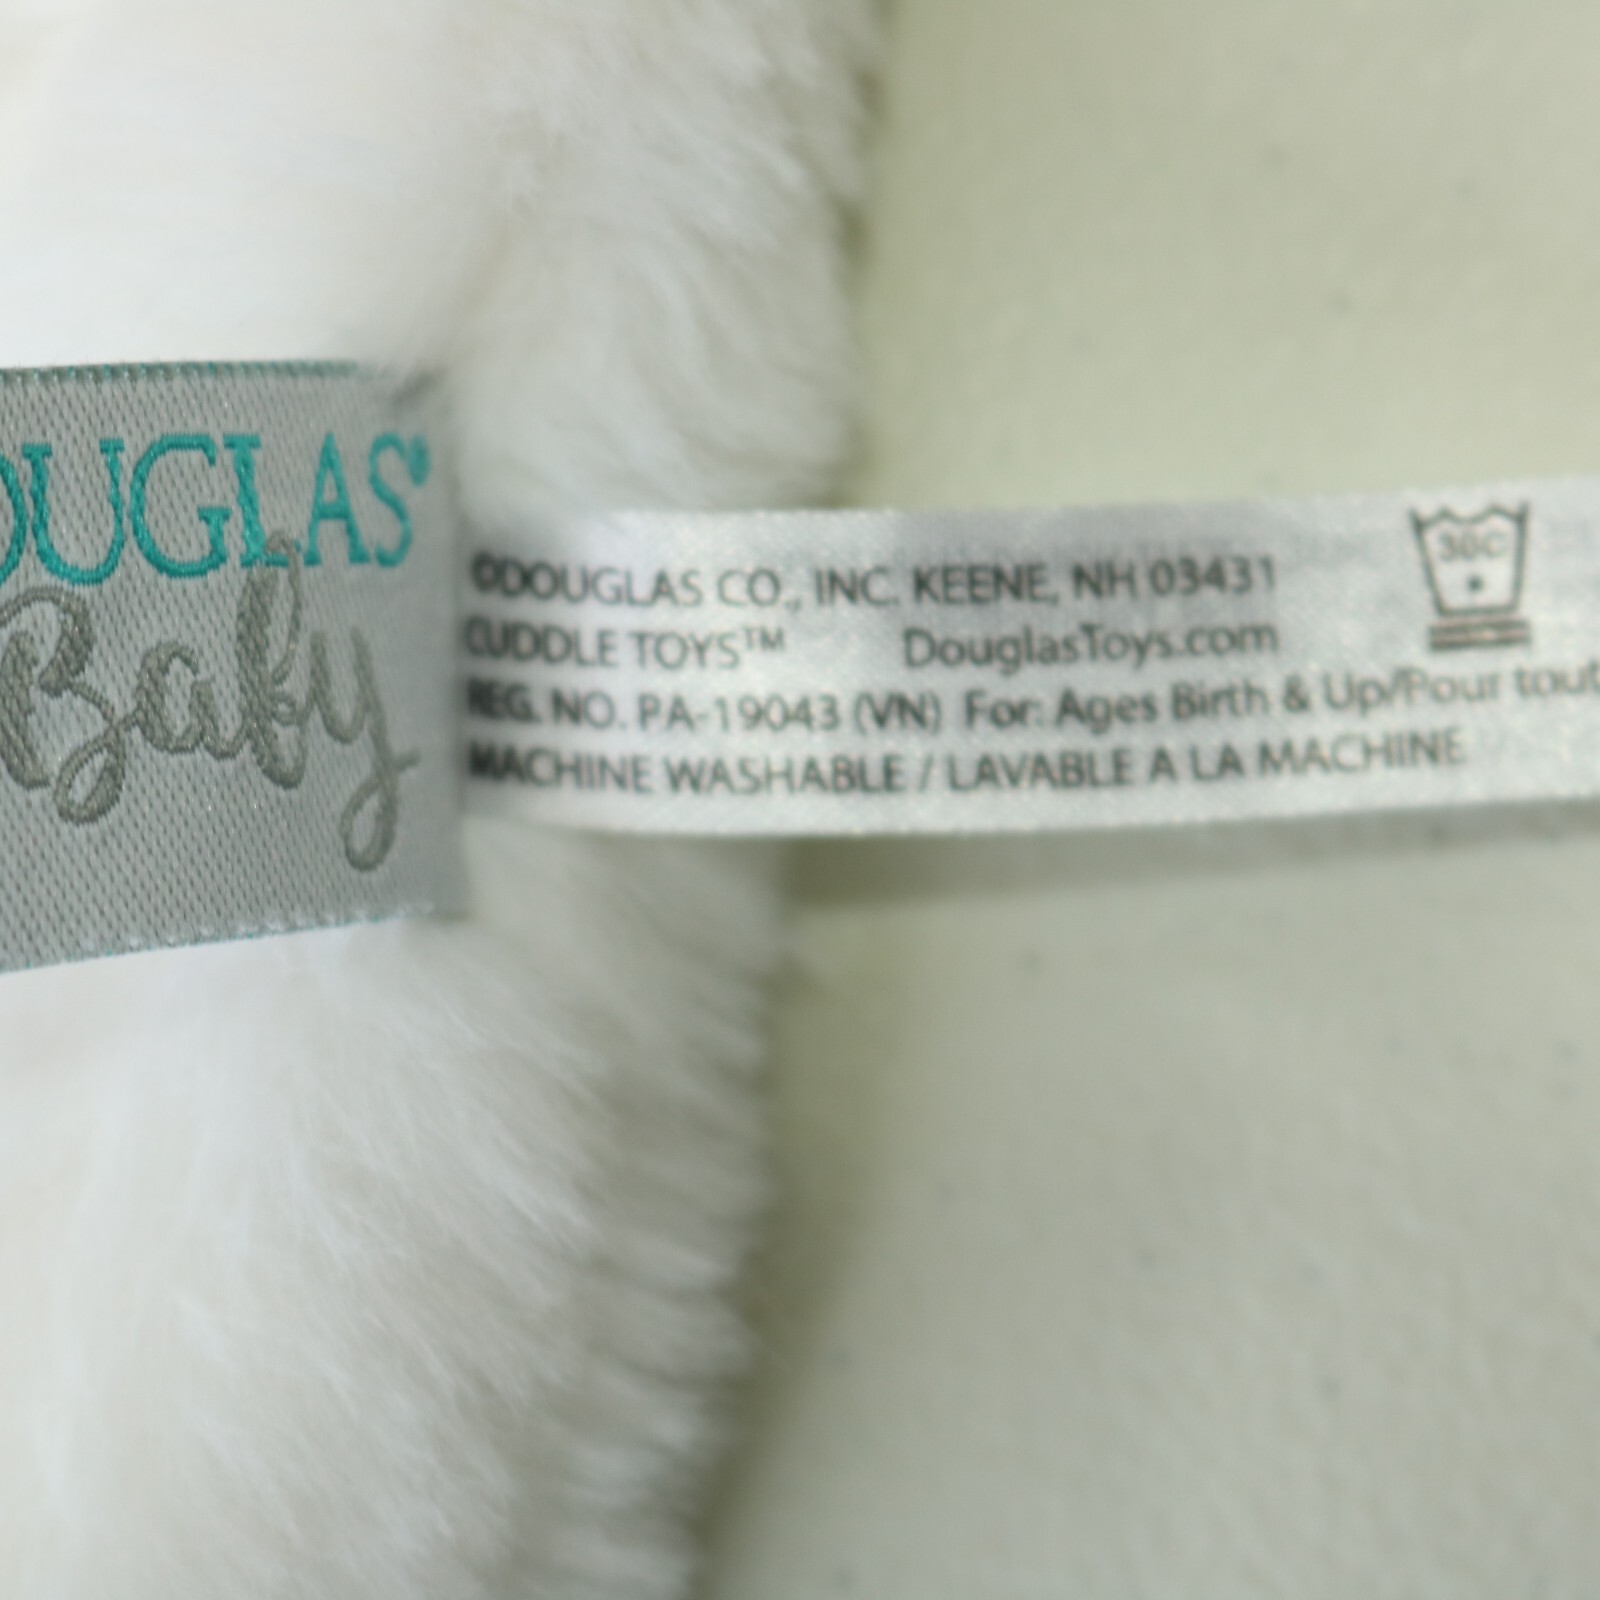 OUGLAS®
Baby
©DOUGLAS CO., INC. KEENE, NH 03431
CUDDLE TOYS™ DouglasToys.com
REG. NO. PA-19043 (VN) For: Ages Birth & Up/Pour tout
MACHINE WASHABLE / LAVABLE A LA MACHINE
30C